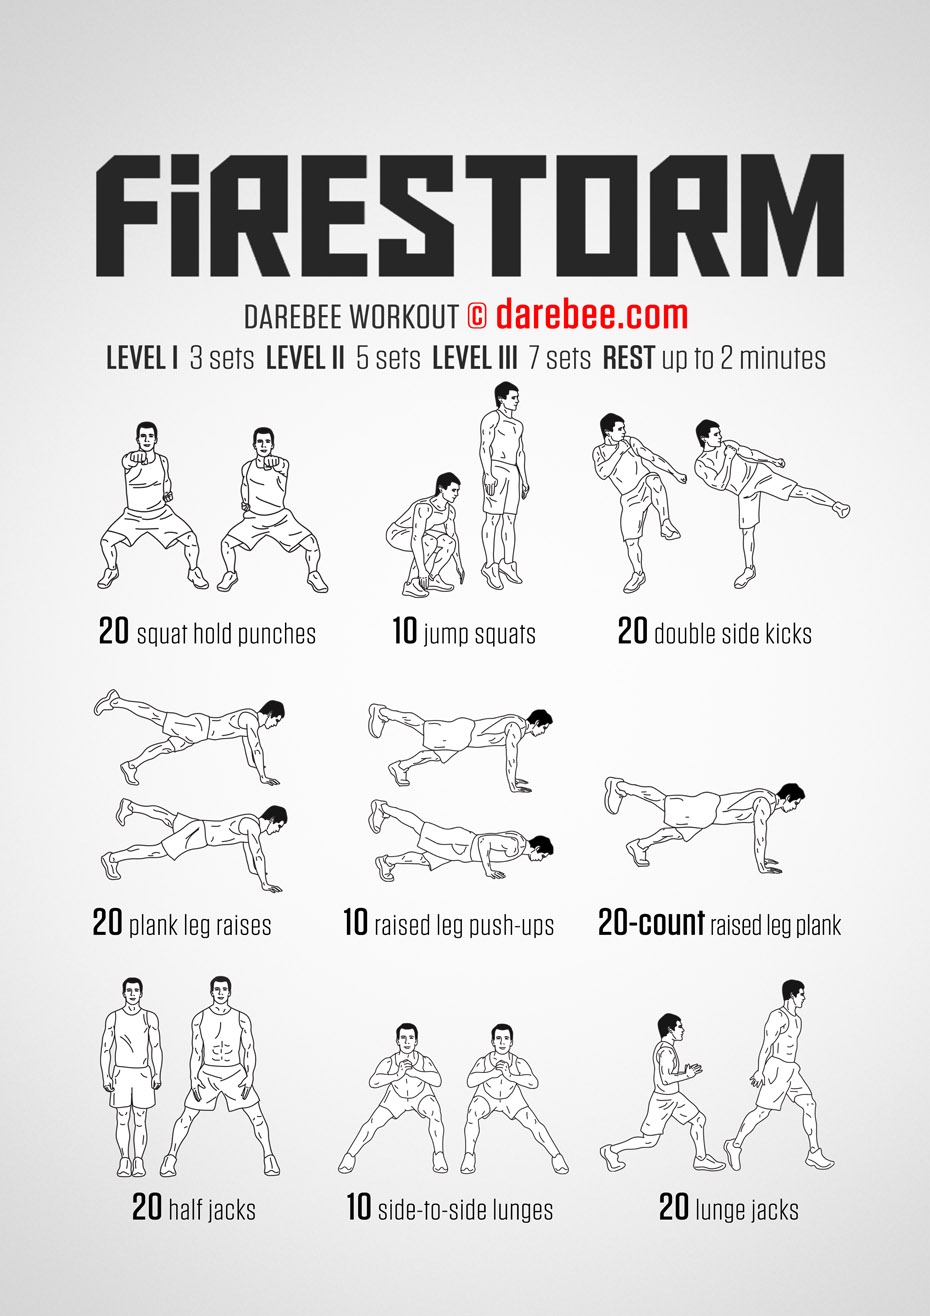 FiRESTORM
DAREBEE WORKOUT © darebee.com
LEVEL I 3 sets LEVEL II 5 sets LEVEL III 7 sets REST up to 2 minutes
20 squat hold punches
10 jump squats
20 double side kicks
20 plank leg raises
10 raised leg push-ups
20-count raised leg plank
20 half jacks
10 side-to-side lunges
20 lunge jacks